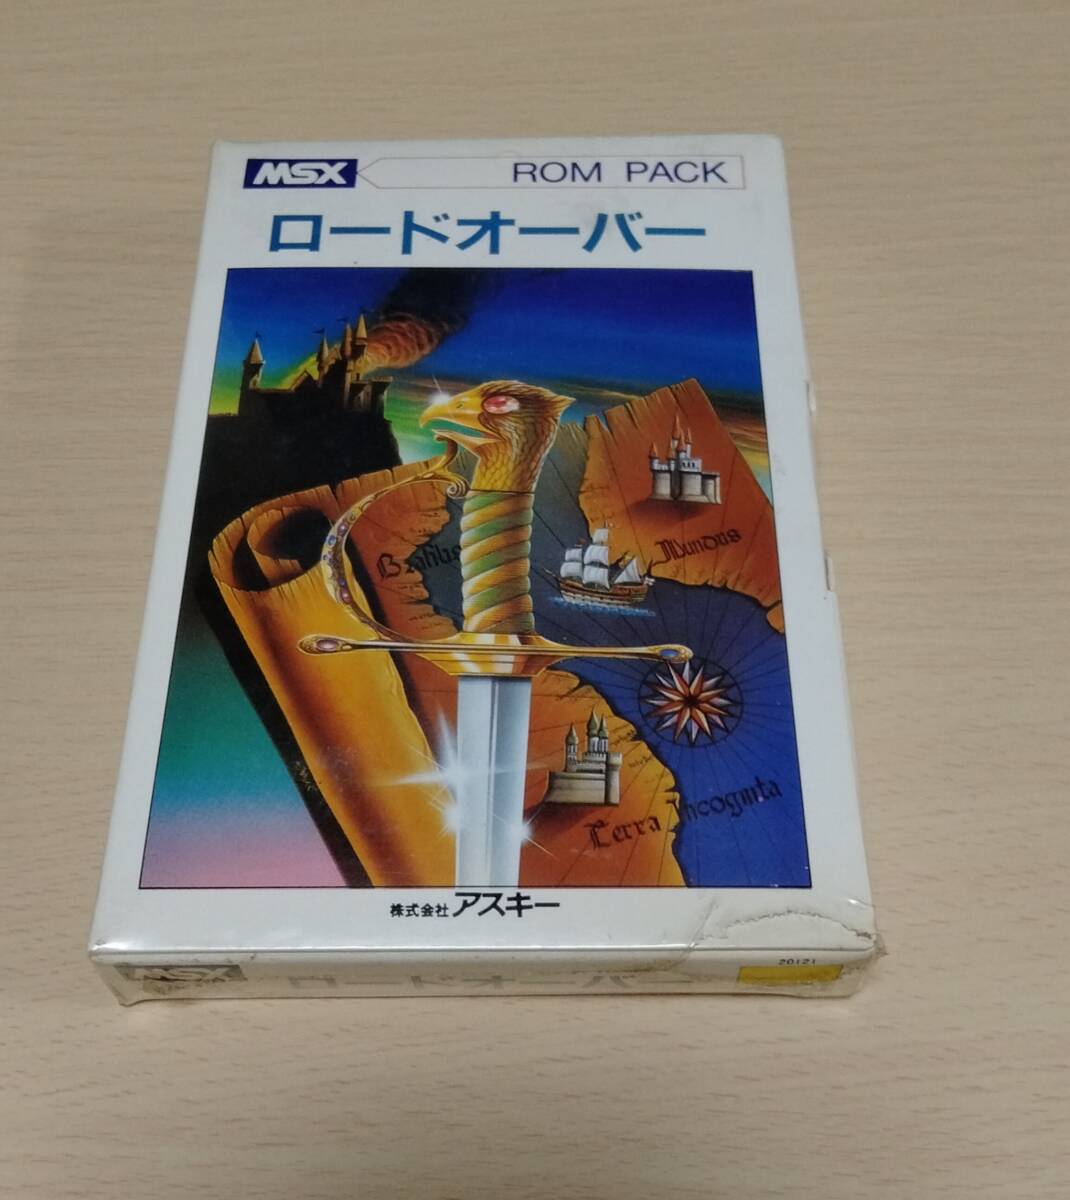 MSX ROM PACK
ロードオーバー
Mundus
Terra Incognita
株式会社アスキー
MSX
20121
ロードオーバー